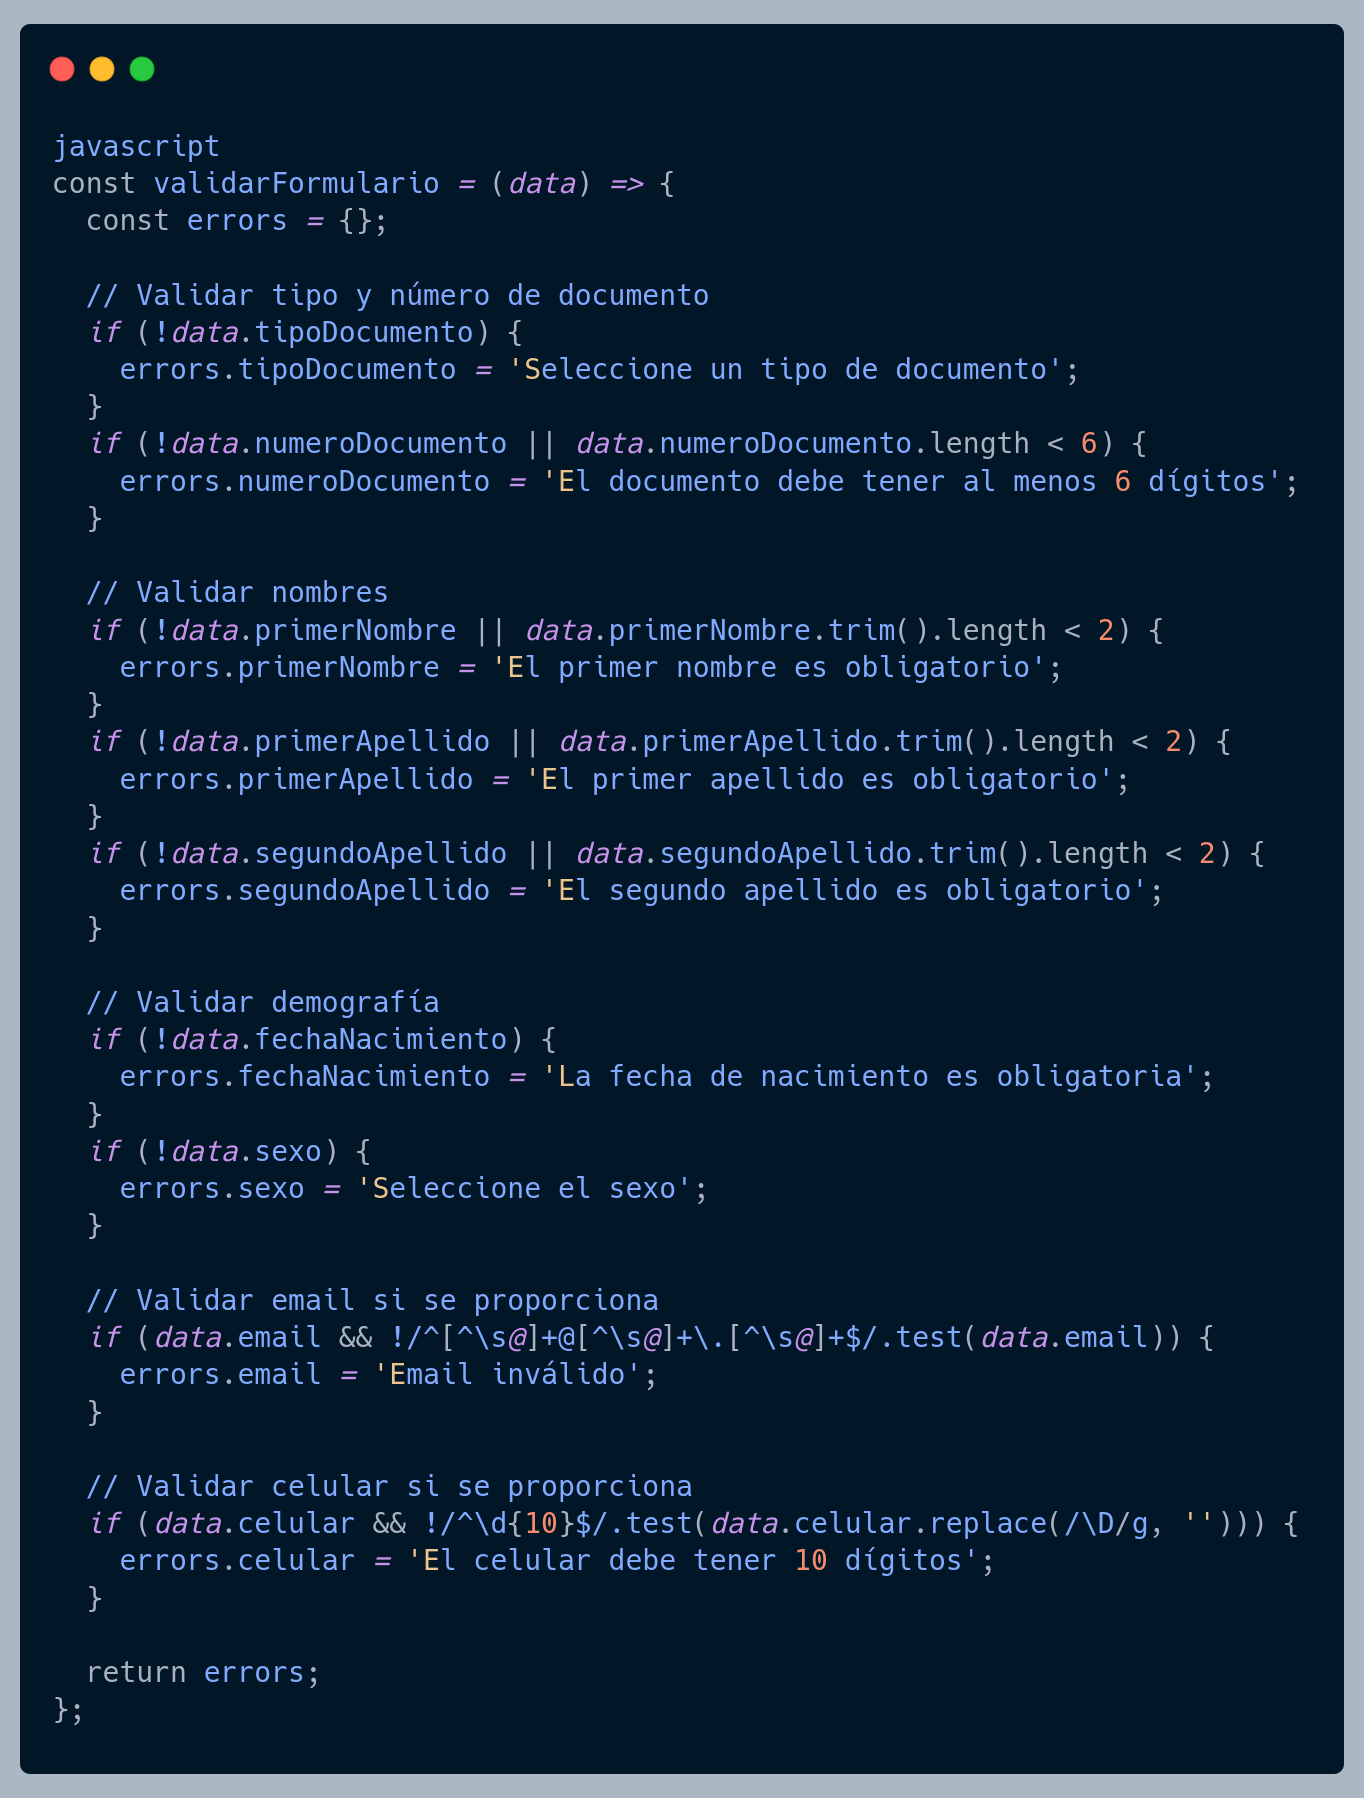 javascript
const validarFormulario = (data) => {
  const errors = {};

  // Validar tipo y número de documento
  if (!data.tipoDocumento) {
    errors.tipoDocumento = 'Seleccione un tipo de documento';
  }
  if (!data.numeroDocumento || data.numeroDocumento.length < 6) {
    errors.numeroDocumento = 'El documento debe tener al menos 6 dígitos';
  }

  // Validar nombres
  if (!data.primerNombre || data.primerNombre.trim().length < 2) {
    errors.primerNombre = 'El primer nombre es obligatorio';
  }
  if (!data.primerApellido || data.primerApellido.trim().length < 2) {
    errors.primerApellido = 'El primer apellido es obligatorio';
  }
  if (!data.segundoApellido || data.segundoApellido.trim().length < 2) {
    errors.segundoApellido = 'El segundo apellido es obligatorio';
  }

  // Validar demografía
  if (!data.fechaNacimiento) {
    errors.fechaNacimiento = 'La fecha de nacimiento es obligatoria';
  }
  if (!data.sexo) {
    errors.sexo = 'Seleccione el sexo';
  }

  // Validar email si se proporciona
  if (data.email && !/^[^\s@]+@[^\s@]+\.[^\s@]+$/.test(data.email)) {
    errors.email = 'Email inválido';
  }

  // Validar celular si se proporciona
  if (data.celular && !/^\d{10}$/.test(data.celular.replace(/\D/g, ''))) {
    errors.celular = 'El celular debe tener 10 dígitos';
  }

  return errors;
};